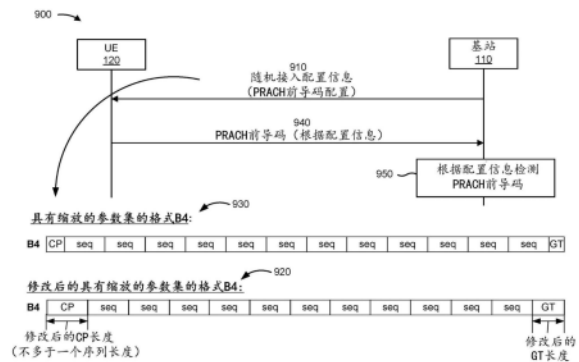 900
UE
120
基站
110
910
随机接入配置信息
(PRACH前导码配置)
940
PRACH前导码(根据配置信息)
950
根据配置信息检测
PRACH前导码
930
具有缩放的参数集的格式B4:
B4 CP seq seq seq seq seq seq seq seq seq seq seq seq GT
920
修改后的具有缩放的参数集的格式B4:
B4 CP seq seq seq seq seq seq seq seq seq seq GT
修改后的CP长度
(不多于一个序列长度)
修改后的
GT长度